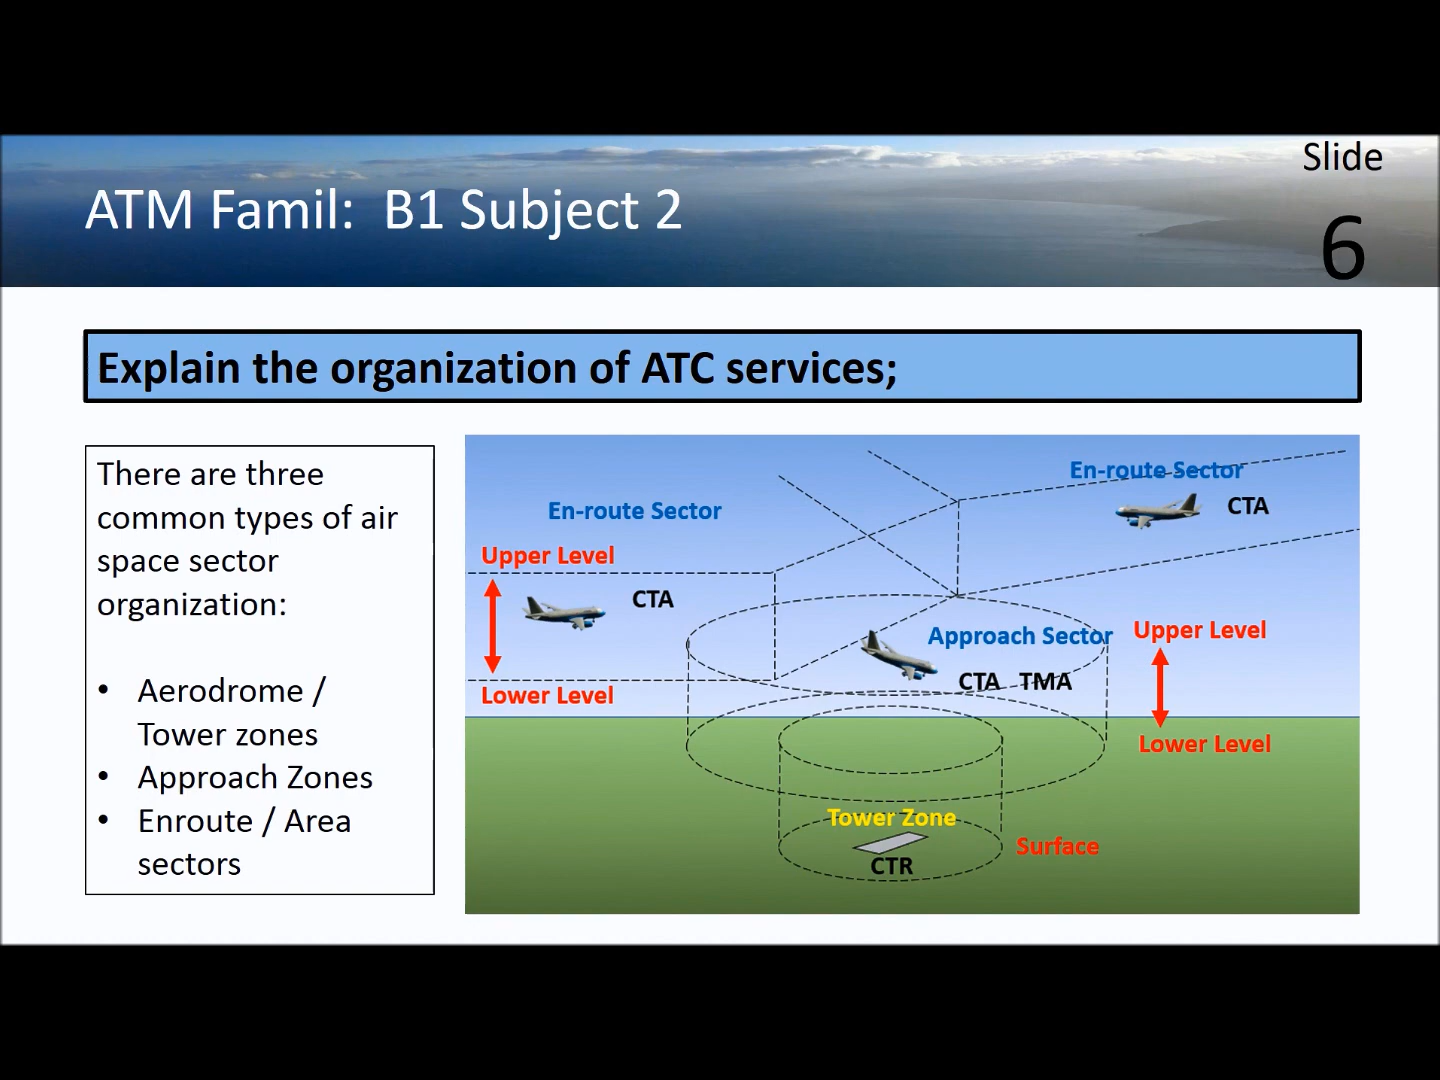 Slide
6
ATM Famil:  B1 Subject 2
Explain the organization of ATC services;
There are three
common types of air
space sector
organization:
• Aerodrome /
Tower zones
• Approach Zones
• Enroute / Area
sectors
En-route Sector
CTA
En-route Sector
Upper Level
CTA
Lower Level
Approach Sector
CTA TMA
Upper Level
Lower Level
Tower Zone
CTR
Surface